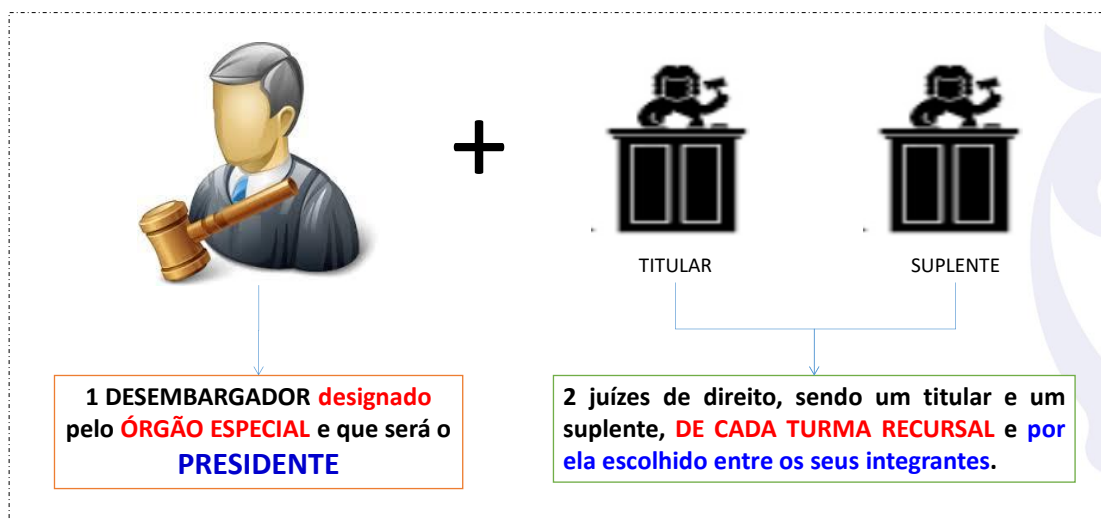 +
TITULAR
SUPLENTE
1 DESEMBARGADOR designado
pelo ÓRGÃO ESPECIAL e que será o
PRESIDENTE
2 juízes de direito, sendo um titular e um
suplente, DE CADA TURMA RECURSAL e por
ela escolhido entre os seus integrantes.